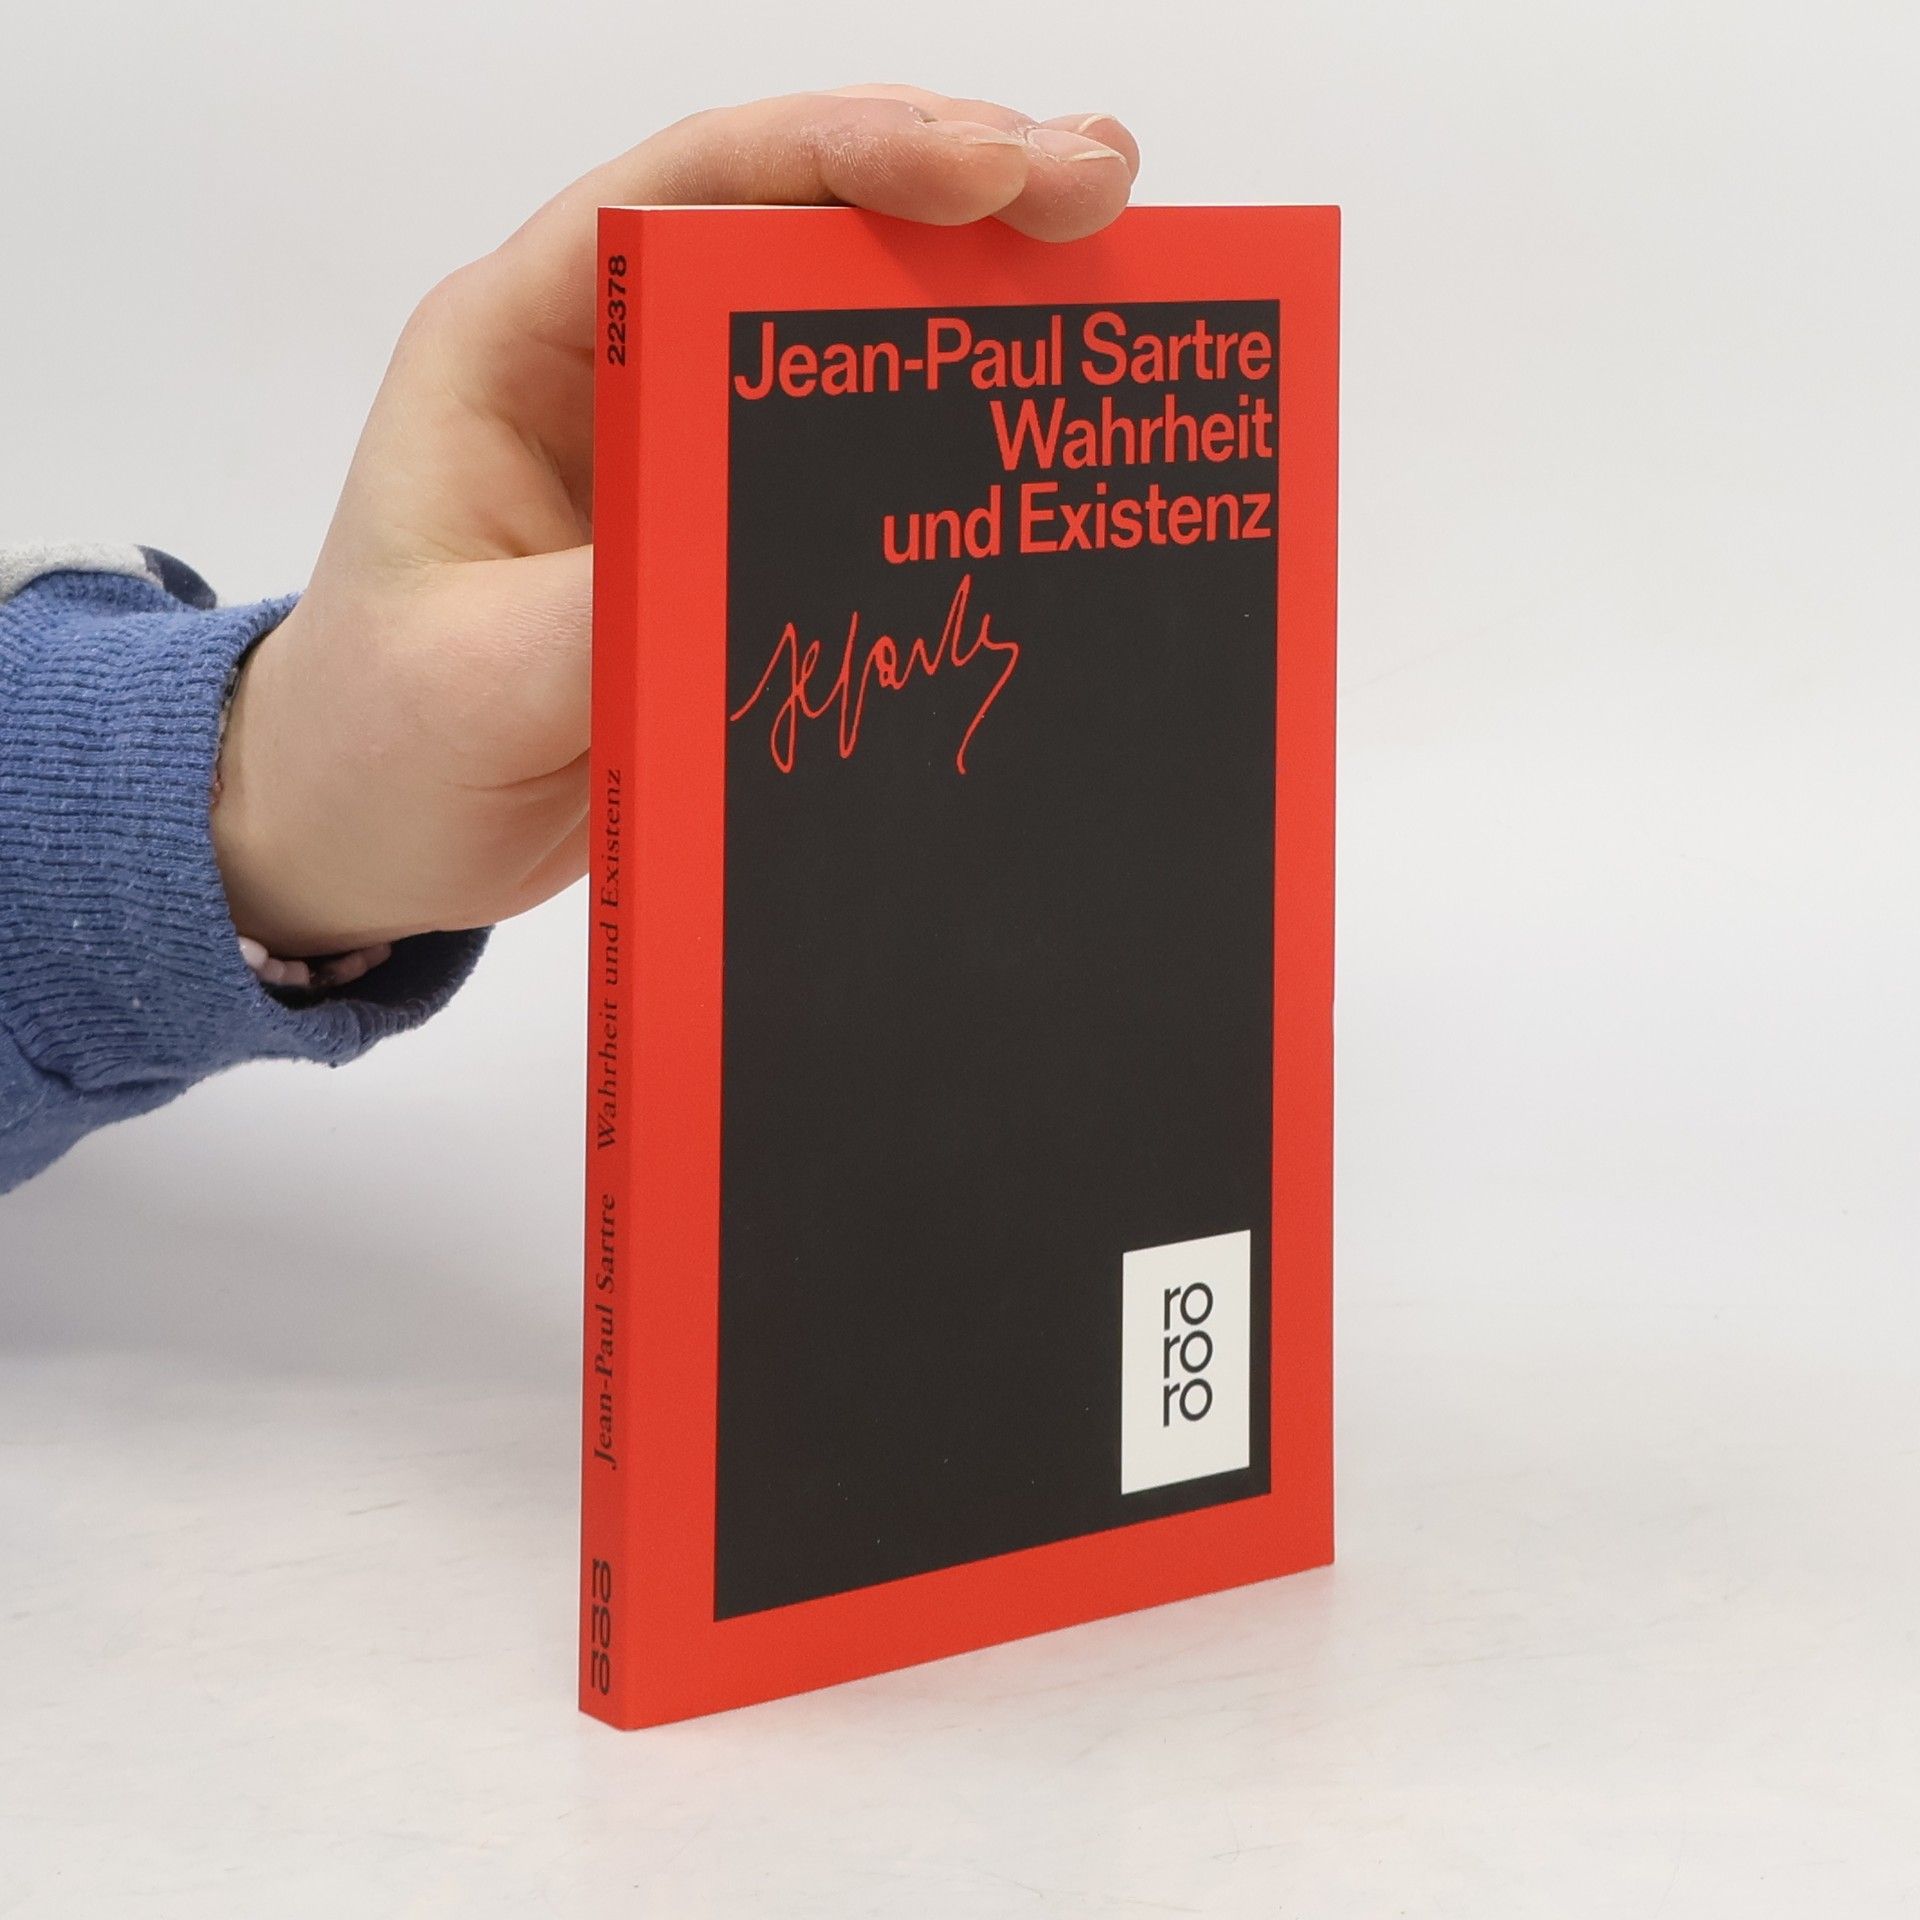 22378
Jean-Paul Sartre Wahrheit und Existenz
ro
ro
ro
Jean-Paul Sartre
Wahrheit
und Existenz
JPSartre
ro
ro
ro